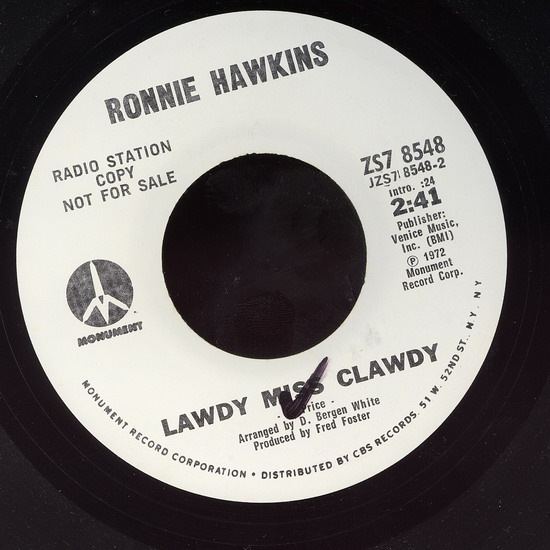 RONNIE HAWKINS
RADIO STATION
COPY
NOT FOR SALE
ZS7 8548
JZS7 8548-2
Intro. :24
2:41
Publisher:
Venice Music,
Inc. (BMI)
℗ 1972
Monument
Record Corp.
MONUMENT
LAWDY MISS CLAWDY
Arranged by D. Bergen White
Produced by Fred Foster
MONUMENT RECORD CORPORATION • DISTRIBUTED BY CBS RECORDS, 51 W. 52ND ST., N.Y. N Y